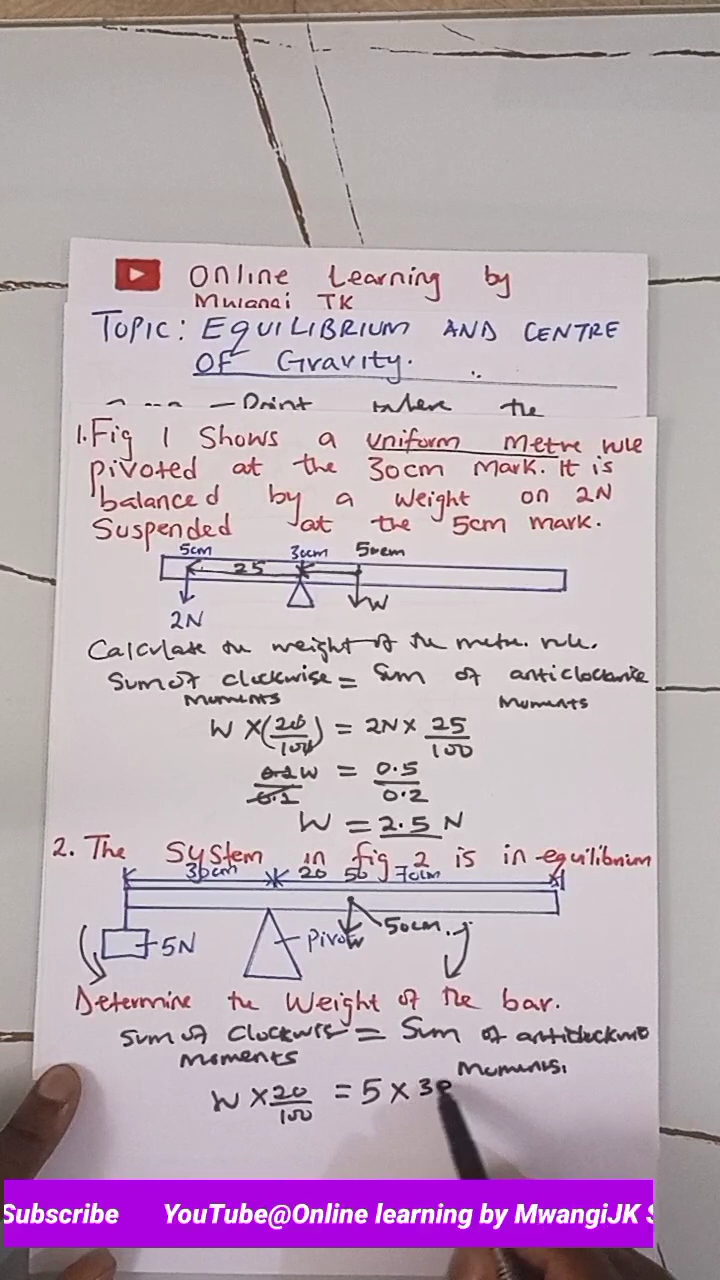 Online Learning by
Mwangi TK
TOPIC: EQUILIBRIUM AND CENTRE
OF Gravity.
Point where the
1. Fig 1 Shows a uniform metre rule
pivoted at the 30cm mark. It is
balanced by a weight on 2N
Suspended at the 5cm mark.
5cm 30cm 50cm
25
2N W
Calculate the weight of the metre rule.
Sum of clockwise = Sum of anticlockwise
Moments Moments
W × (20/100) = 2N × 25/100
0.2W/0.2 = 0.5/0.2
W = 2.5 N
2. The System in fig 2 is in equilibrium
30cm 20 50 70cm
5N Pivot W 50cm
Determine the Weight of the bar.
Sum of Clockwise = Sum of anticlockwise
Moments Moments.
W × 20/100 = 5 × 30
Subscribe YouTube@Online learning by MwangiJK S